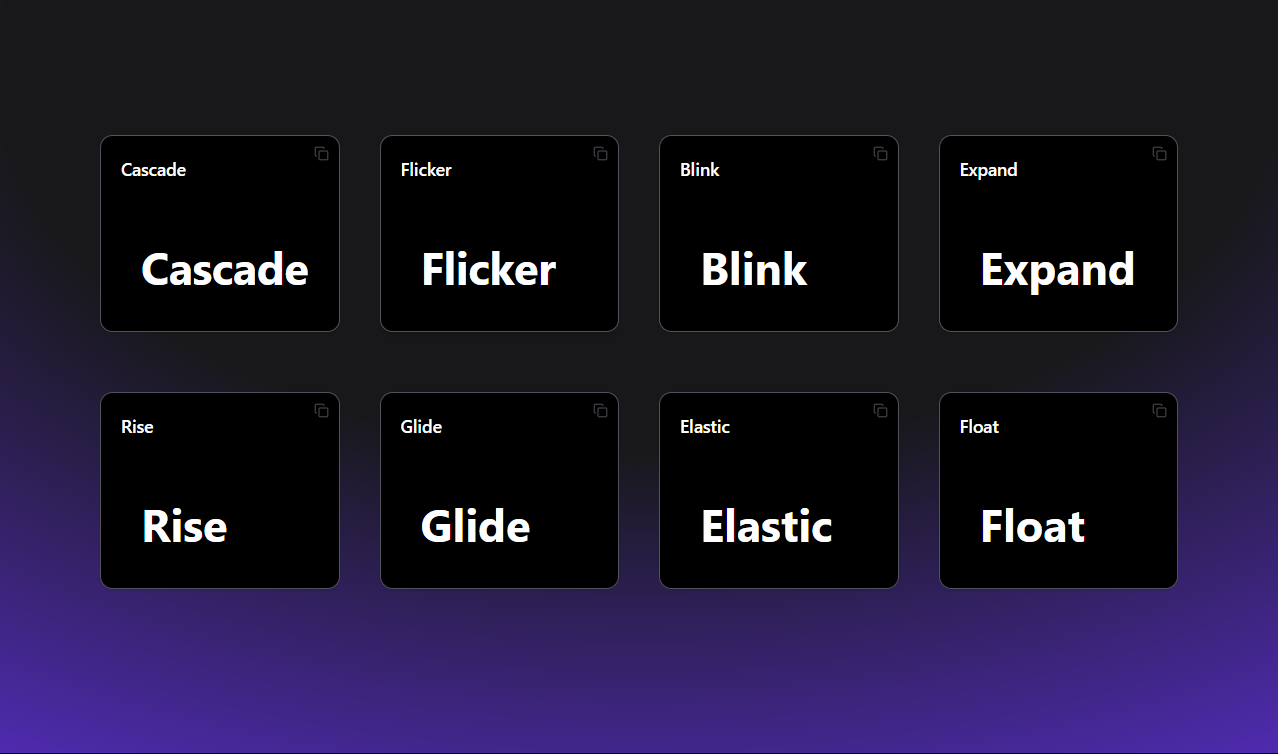 Cascade
Cascade
Flicker
Flicker
Blink
Blink
Expand
Expand
Rise
Rise
Glide
Glide
Elastic
Elastic
Float
Float